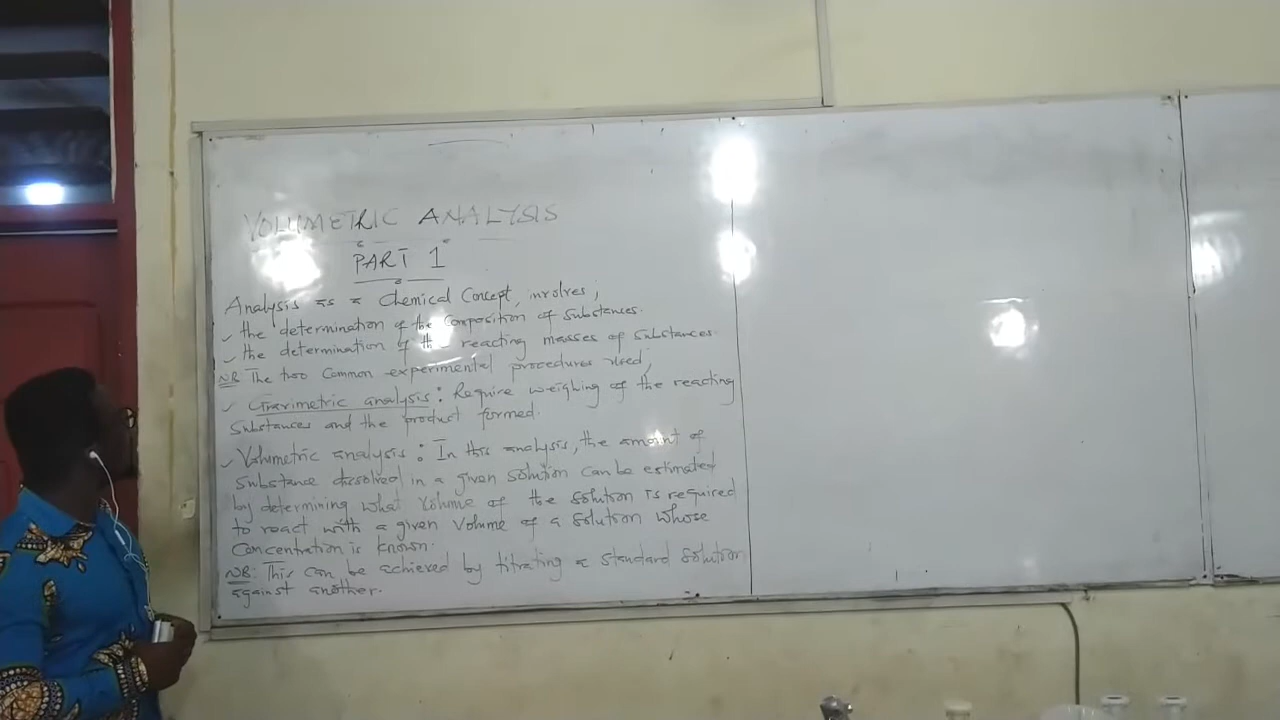 VOLUMETRIC ANALYSIS
PART 1
Analysis as a Chemical Concept, involves;
✓ the determination of the Composition of Substances.
✓ the determination of the reacting masses of substances.
NB The two Common experimental procedures used;
✓ Gravimetric analysis: Require weighing of the reacting
Substances and the product formed.
✓ Volumetric analysis: In this analysis, the amount of
Substance dissolved in a given solution can be estimated
by determining what Volume of the solution is required
to react with a given Volume of a solution whose
Concentration is known.
NB: This can be achieved by titrating a standard solution
against another.